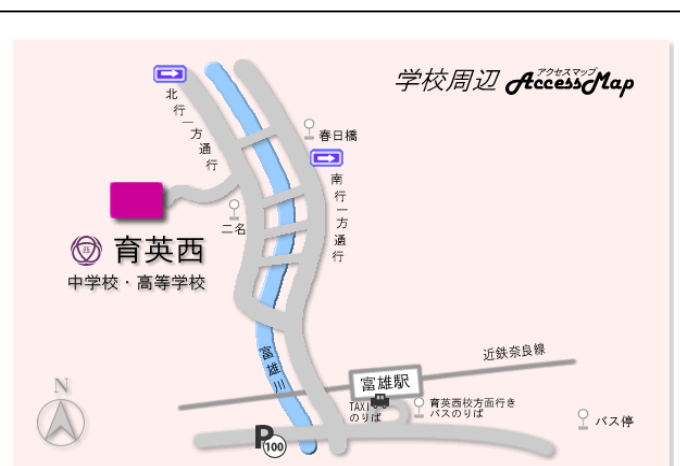 学校周辺
アクセスマップ
AccessMap
北行一方通行
春日橋
南行一方通行
二名
育英西
中学校・高等学校
富雄川
近鉄奈良線
富雄駅
N
TAXI
のりば
育英西校方面行き
バスのりば
バス停
P
100